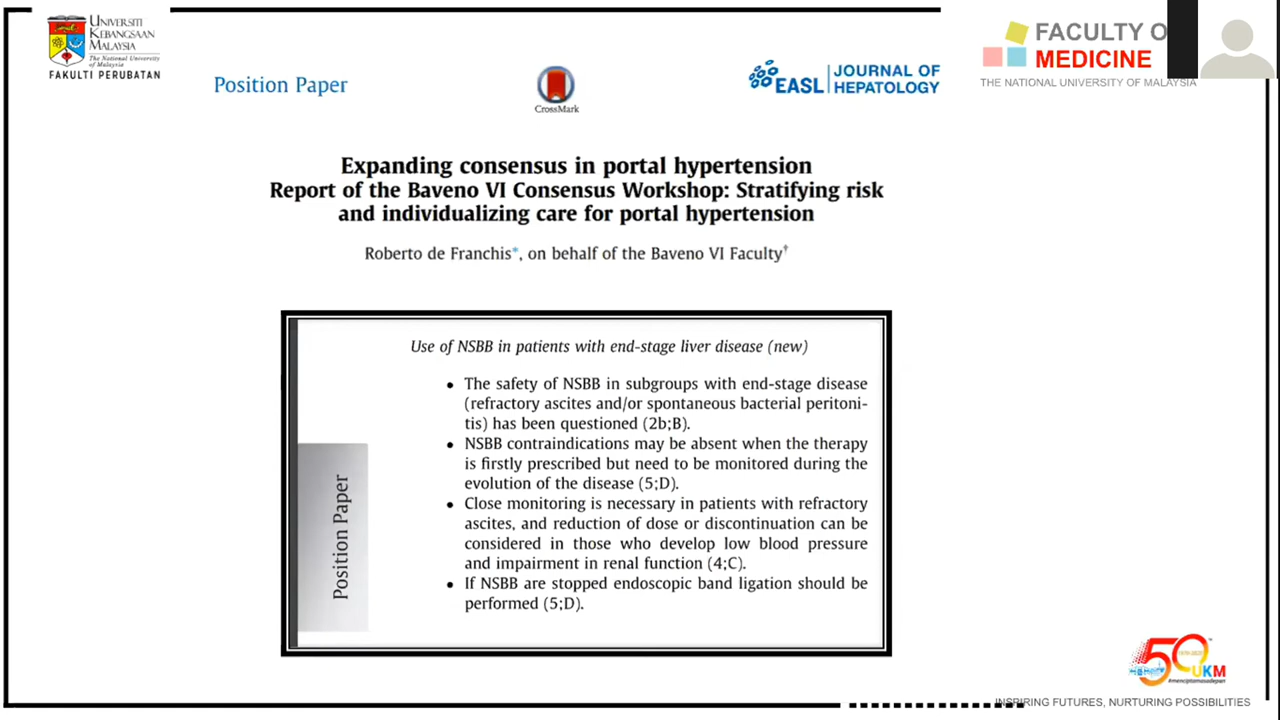 UNIVERSITI
KEBANGSAAN
MALAYSIA
The National University
of Malaysia
FAKULTI PERUBATAN
Position Paper
CrossMark
EASL
JOURNAL OF
HEPATOLOGY
FACULTY O
MEDICINE
THE NATIONAL UNIVERSITY OF MALAYSIA
Expanding consensus in portal hypertension
Report of the Baveno VI Consensus Workshop: Stratifying risk
and individualizing care for portal hypertension
Roberto de Franchis*, on behalf of the Baveno VI Faculty†
Use of NSBB in patients with end-stage liver disease (new)
• The safety of NSBB in subgroups with end-stage disease
(refractory ascites and/or spontaneous bacterial peritoni-
tis) has been questioned (2b;B).
• NSBB contraindications may be absent when the therapy
is firstly prescribed but need to be monitored during the
evolution of the disease (5;D).
• Close monitoring is necessary in patients with refractory
ascites, and reduction of dose or discontinuation can be
considered in those who develop low blood pressure
and impairment in renal function (4;C).
• If NSBB are stopped endoscopic band ligation should be
performed (5;D).
Position Paper
50
UKM
#menciptamasadepan
INSPIRING FUTURES, NURTURING POSSIBILITIES